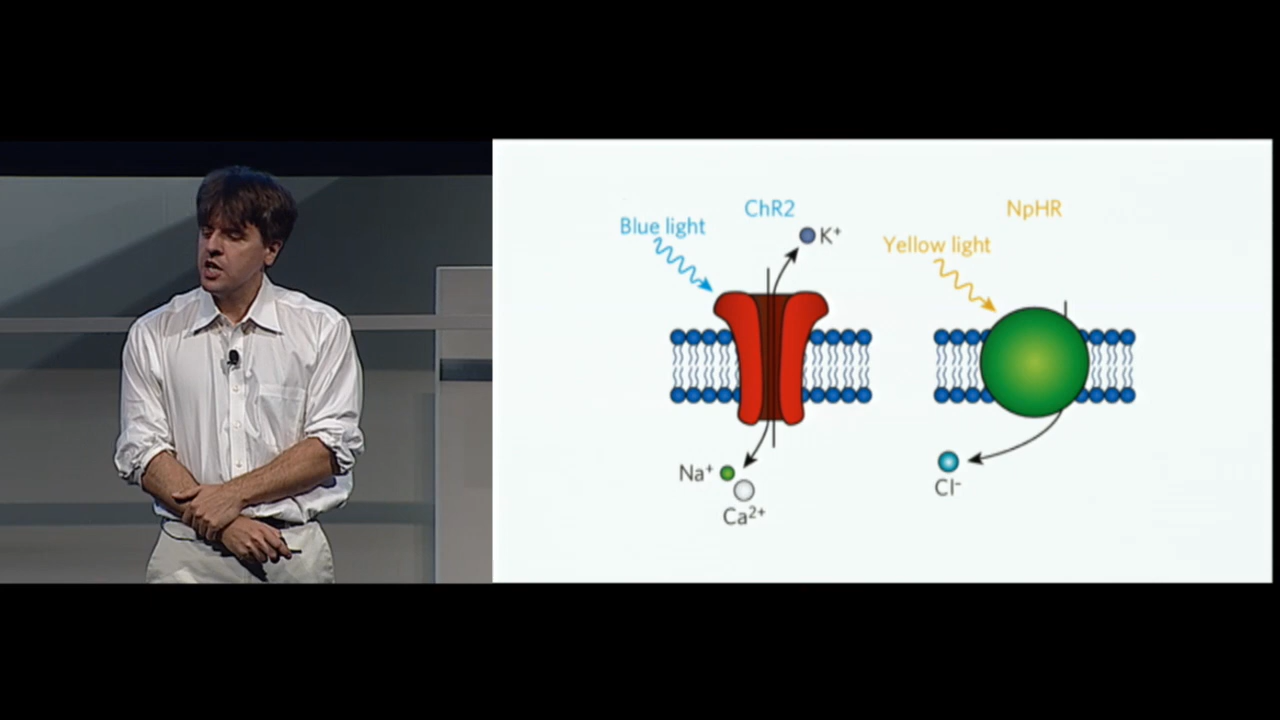 ChR2
Blue light
K⁺
Na⁺
Ca²⁺
NpHR
Yellow light
Cl⁻